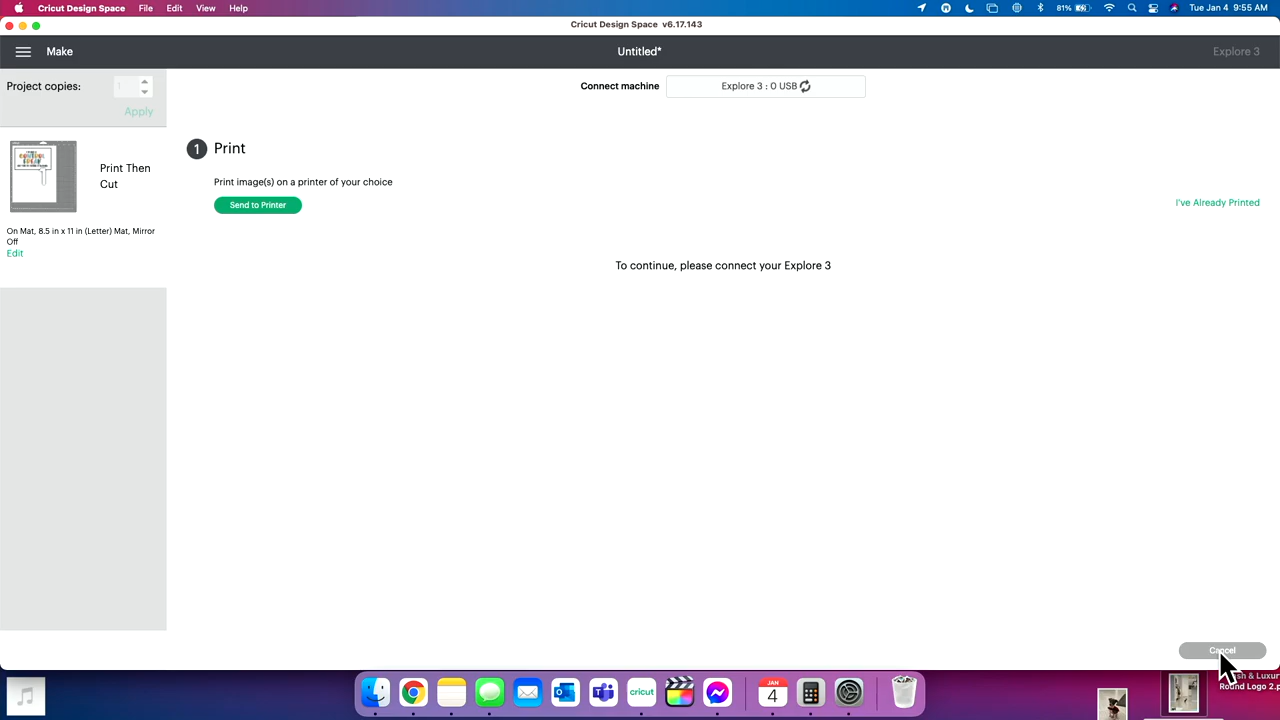 Cricut Design Space File Edit View Help 81% Tue Jan 4 9:55 AM
Cricut Design Space v6.17.143
Make Untitled* Explore 3
Project copies: 1
Connect machine Explore 3 : 0 USB
Apply
1 Print
Print Then
Cut
Print image(s) on a printer of your choice
Send to Printer
I've Already Printed
On Mat, 8.5 in x 11 in (Letter) Mat, Mirror
Off
Edit
To continue, please connect your Explore 3
Cancel
sh & Luxur
Round Logo 2.p
cricut
JAN
4